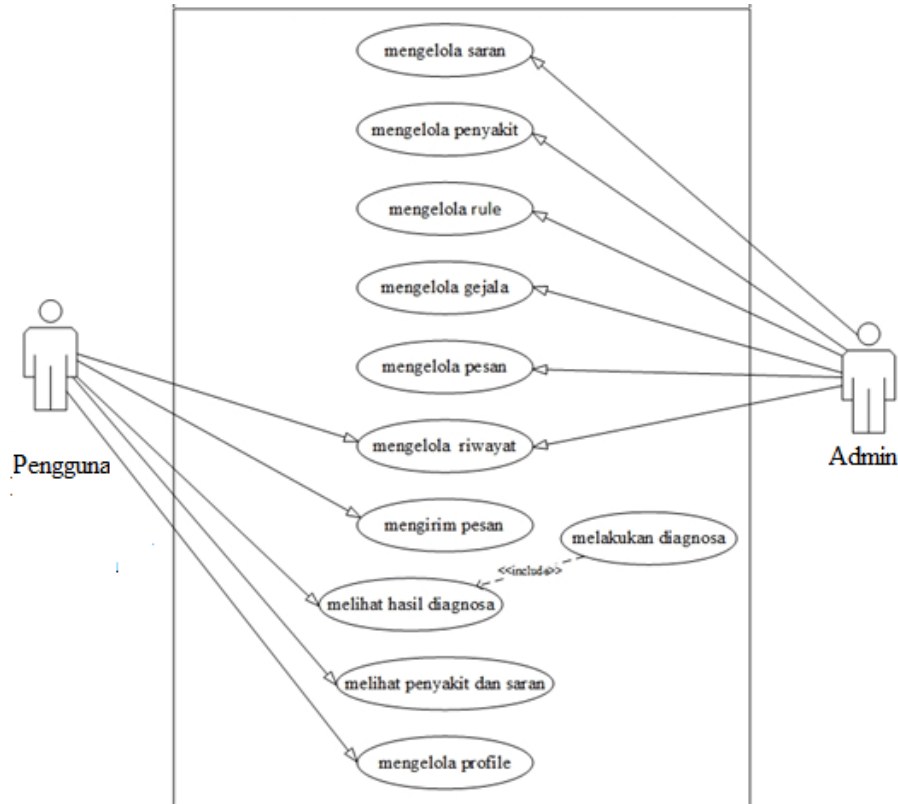 mengelola saran
mengelola penyakit
mengelola rule
mengelola gejala
mengelola pesan
Pengguna
mengelola riwayat
Admin
mengirim pesan
melakukan diagnosa
<<include>>
melihat hasil diagnosa
melihat penyakit dan saran
mengelola profile